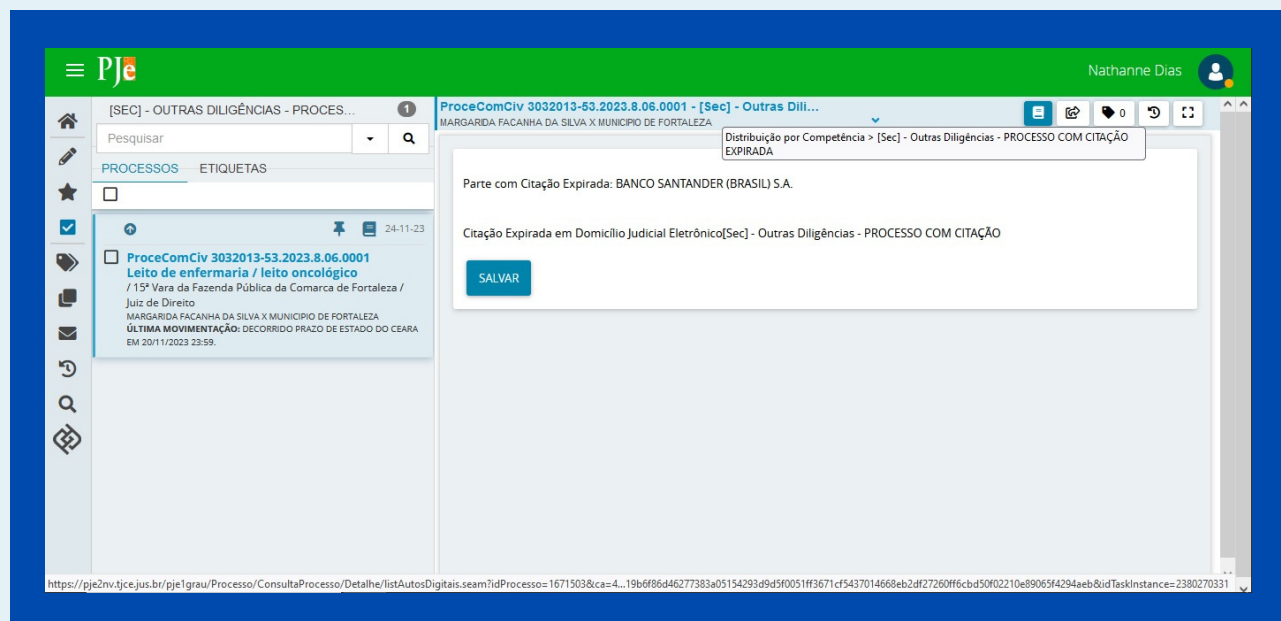 PJe
Nathanne Dias
[SEC] - OUTRAS DILIGÊNCIAS - PROCES...
1
Pesquisar
PROCESSOS
ETIQUETAS
24-11-23
ProceComCiv 3032013-53.2023.8.06.0001
Leito de enfermaria / leito oncológico
/ 15ª Vara da Fazenda Pública da Comarca de Fortaleza /
Juiz de Direito
MARGARIDA FACANHA DA SILVA X MUNICIPIO DE FORTALEZA
ÚLTIMA MOVIMENTAÇÃO: DECORRIDO PRAZO DE ESTADO DO CEARA
EM 20/11/2023 23:59.
ProceComCiv 3032013-53.2023.8.06.0001 - [Sec] - Outras Dili...
MARGARIDA FACANHA DA SILVA X MUNICIPIO DE FORTALEZA
0
Distribuição por Competência > [Sec] - Outras Diligências - PROCESSO COM CITAÇÃO
EXPIRADA
Parte com Citação Expirada: BANCO SANTANDER (BRASIL) S.A.
Citação Expirada em Domicílio Judicial Eletrônico[Sec] - Outras Diligências - PROCESSO COM CITAÇÃO
SALVAR
https://pje2nv.tjce.jus.br/pje1grau/Processo/ConsultaProcesso/Detalhe/listAutosDigitais.seam?idProcesso=1671503&ca=4...19b6f86d46277383a05154293d9d5f0051ff3671cf5437014668eb2df27260ff6cbd50f02210e89065f4294aeb&idTaskInstance=2380270331